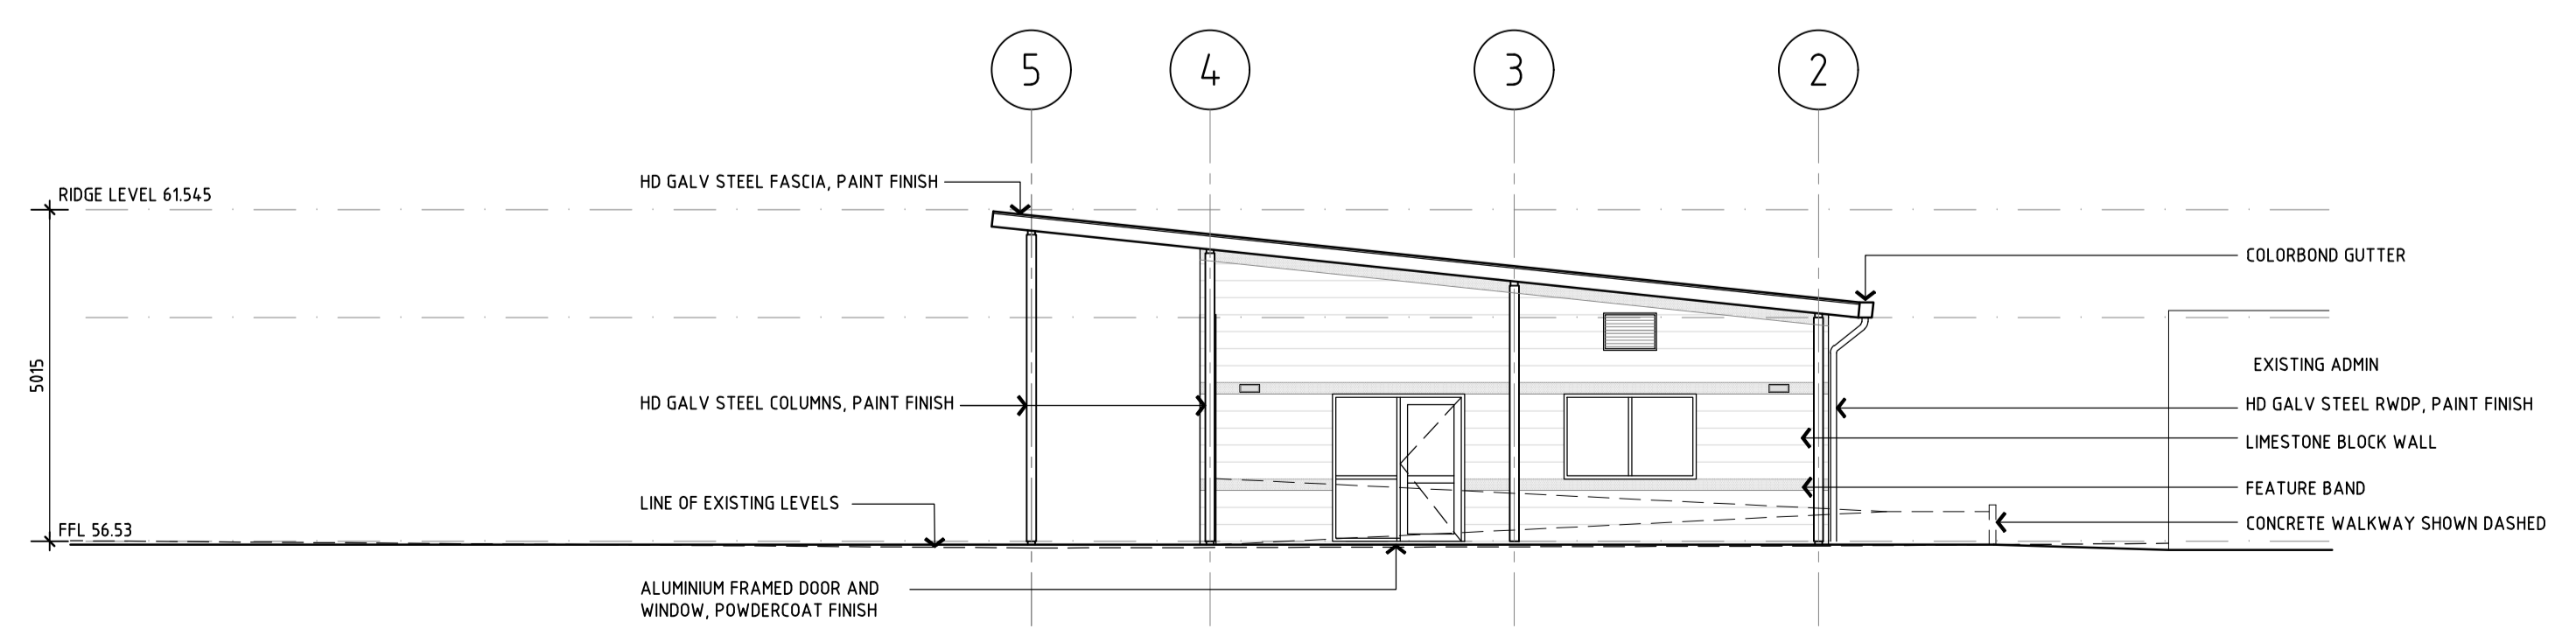 5
4
3
2
HD GALV STEEL FASCIA, PAINT FINISH
RIDGE LEVEL 61.545
COLORBOND GUTTER
5015
EXISTING ADMIN
HD GALV STEEL COLUMNS, PAINT FINISH
HD GALV STEEL RWDP, PAINT FINISH
LIMESTONE BLOCK WALL
FEATURE BAND
LINE OF EXISTING LEVELS
CONCRETE WALKWAY SHOWN DASHED
FFL 56.53
ALUMINIUM FRAMED DOOR AND
WINDOW, POWDERCOAT FINISH